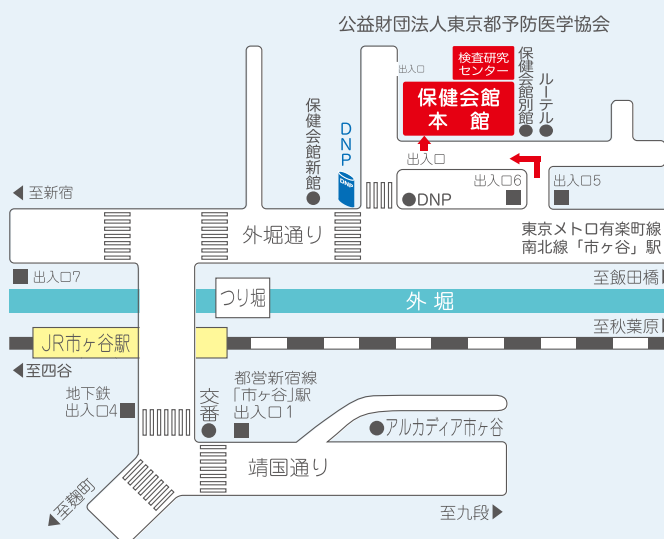 公益財団法人東京都予防医学協会
出入口
検査研究
センター
保健会館
本館
保健会館別館
ルーテル
保健会館新館
DNP
DNP
出入口
出入口6
出入口5
DNP
至新宿
外堀通り
東京メトロ有楽町線
南北線「市ヶ谷」駅
出入口7
至飯田橋
つり堀
外堀
至秋葉原
JR市ヶ谷駅
至四谷
地下鉄
出入口4
交番
都営新宿線
「市ヶ谷」駅
出入口1
アルカディア市ヶ谷
靖国通り
至麹町
至九段